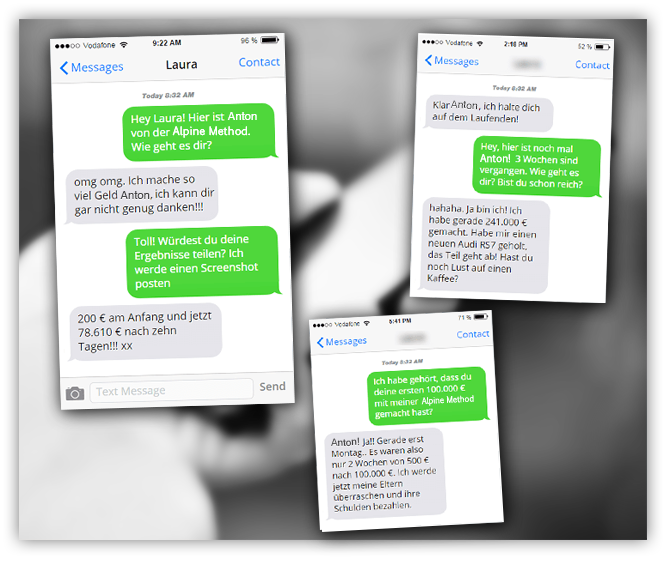 Vodafone 9:22 AM 96 %
Messages Laura Contact
Today 8:32 AM
Hey Laura! Hier ist Anton
von der Alpine Method.
Wie geht es dir?
omg omg. Ich mache so
viel Geld Anton, ich kann dir
gar nicht genug danken!!!
Toll! Würdest du deine
Ergebnisse teilen? Ich
werde einen Screenshot
posten
200 € am Anfang und jetzt
78.610 € nach zehn
Tagen!!! xx
Text Message Send
Vodafone 2:10 PM 52 %
Messages Contact
Today 8:32 AM
Klar Anton, ich halte dich
auf dem Laufenden!
Hey, hier ist noch mal
Anton! 3 Wochen sind
vergangen. Wie geht es
dir? Bist du schon reich?
hahaha. Ja bin ich! Ich
habe gerade 241.000 €
gemacht. Habe mir einen
neuen Audi RS7 geholt,
das Teil geht ab! Hast du
noch Lust auf einen
Kaffee?
Vodafone 5:41 PM 71 %
Messages Contact
Today 8:32 AM
Ich habe gehört, dass du
deine ersten 100.000 €
mit meiner Alpine Method
gemacht hast?
Anton! Ja!! Gerade erst
Montag.. Es waren also
nur 2 Wochen von 500 €
nach 100.000 €. Ich werde
jetzt meine Eltern
überraschen und ihre
Schulden bezahlen.